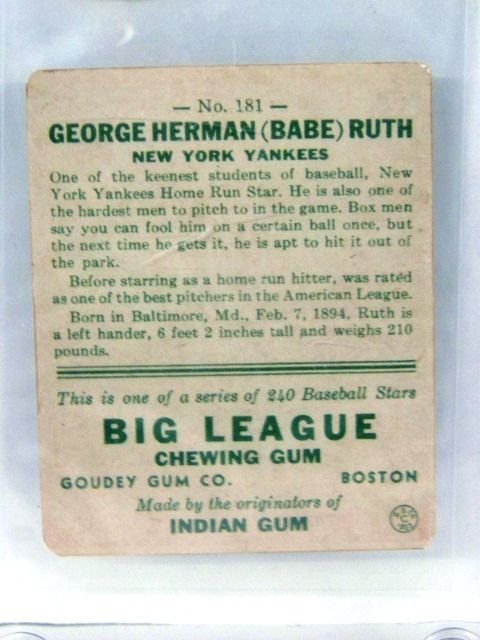 — No. 181 —
GEORGE HERMAN (BABE) RUTH
NEW YORK YANKEES
One of the keenest students of baseball, New
York Yankees Home Run Star. He is also one of
the hardest men to pitch to in the game. Box men
say you can fool him on a certain ball once, but
the next time he gets it, he is apt to hit it out of
the park.
Before starring as a home run hitter, was rated
as one of the best pitchers in the American League.
Born in Baltimore, Md., Feb. 7, 1894, Ruth is
a left hander, 6 feet 2 inches tall and weighs 210
pounds.
This is one of a series of 240 Baseball Stars
BIG LEAGUE
CHEWING GUM
GOUDEY GUM CO. BOSTON
Made by the originators of
INDIAN GUM